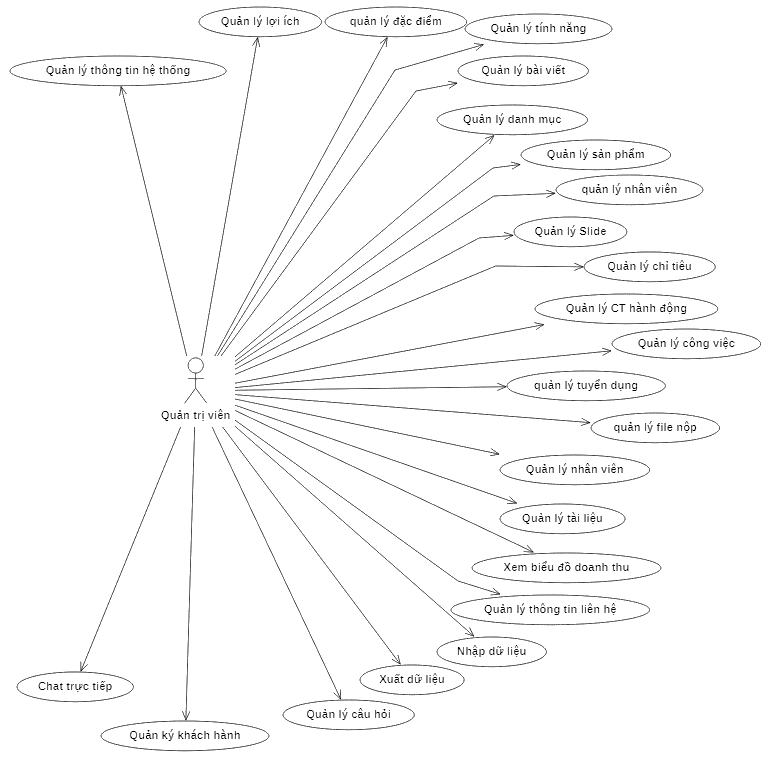 Quản lý lợi ích
quản lý đặc điểm
Quản lý tính năng
Quản lý thông tin hệ thống
Quản lý bài viết
Quản lý danh mục
Quản lý sản phẩm
quản lý nhân viên
Quản lý Slide
Quản lý chỉ tiêu
Quản lý CT hành động
Quản lý công việc
quản lý tuyển dụng
Quản trị viên
quản lý file nộp
Quản lý nhân viên
Quản lý tài liệu
Xem biểu đồ doanh thu
Quản lý thông tin liên hệ
Nhập dữ liệu
Xuất dữ liệu
Chat trực tiếp
Quản lý câu hỏi
Quản ký khách hành